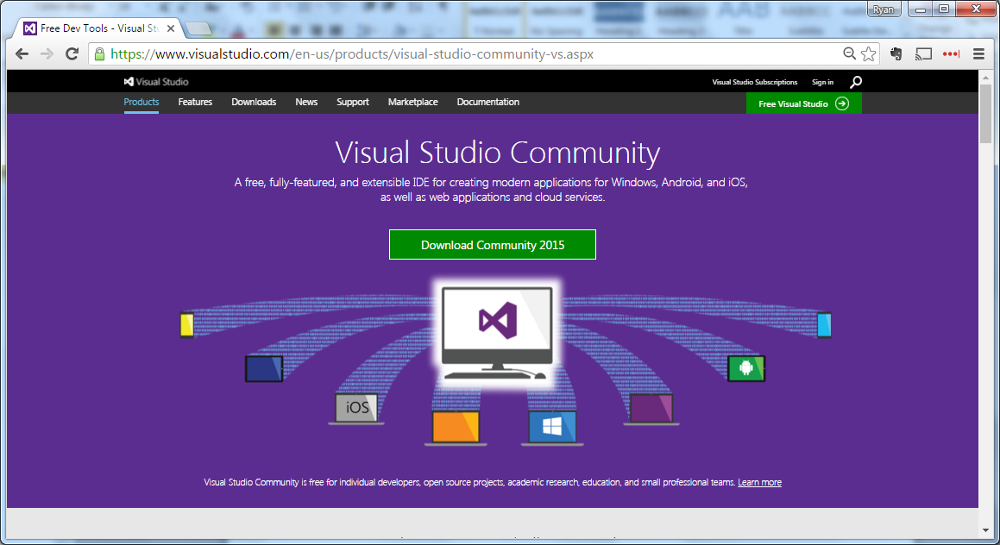 Ryan
Free Dev Tools - Visual Stu
https://www.visualstudio.com/en-us/products/visual-studio-community-vs.aspx
Visual Studio
Visual Studio Subscriptions Sign in
Products Features Downloads News Support Marketplace Documentation Free Visual Studio
Visual Studio Community
A free, fully-featured, and extensible IDE for creating modern applications for Windows, Android, and iOS,
as well as web applications and cloud services.
Download Community 2015
iOS
Visual Studio Community is free for individual developers, open source projects, academic research, education, and small professional teams. Learn more